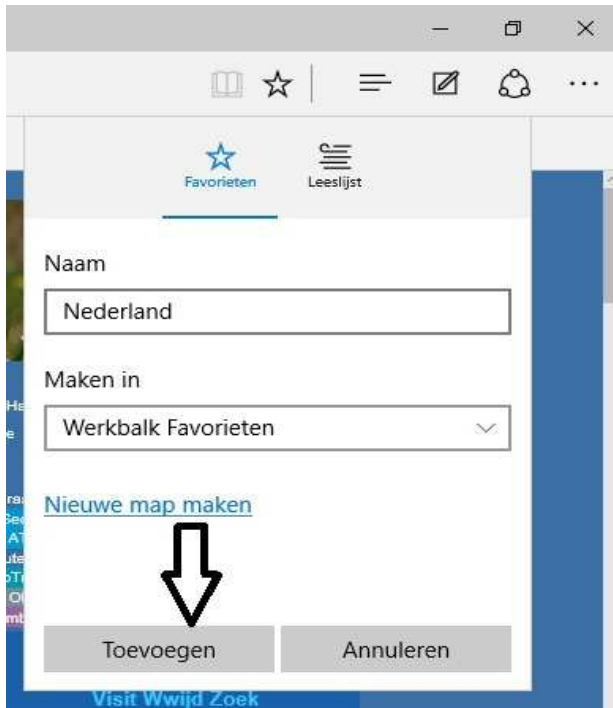 Favorieten Leeslijst
Naam
Nederland
Maken in
Werkbalk Favorieten
Nieuwe map maken
Toevoegen Annuleren
Visit Wwijd Zoek